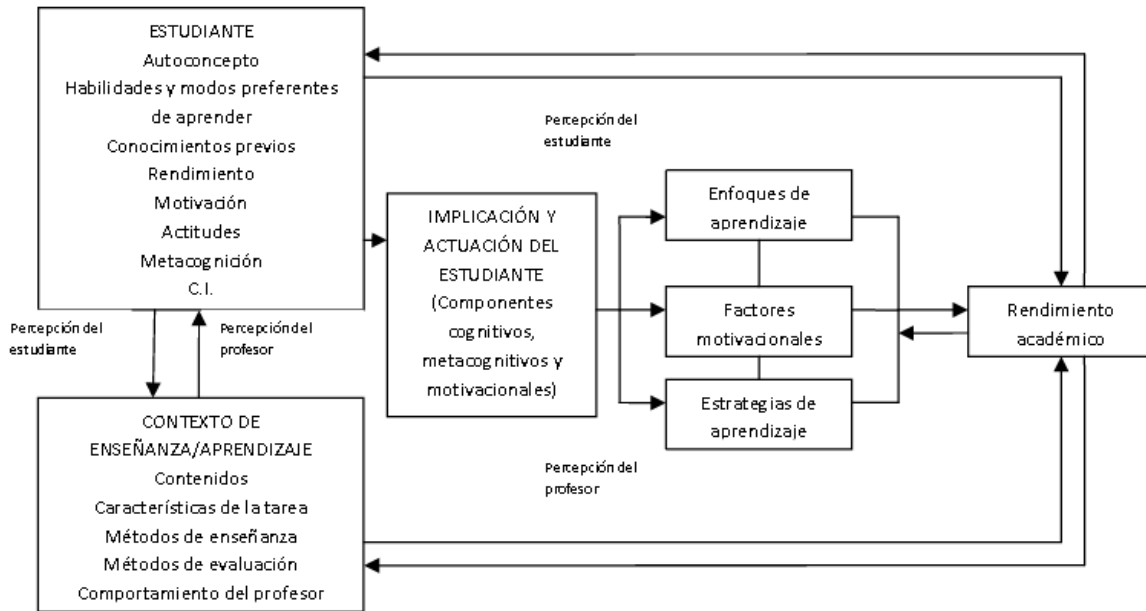 ESTUDIANTE
Autoconcepto
Habilidades y modos preferentes
de aprender
Conocimientos previos
Rendimiento
Motivación
Actitudes
Metacognición
C.I.
Percepción del
estudiante
Percepción del
profesor
CONTEXTO DE
ENSEÑANZA/APRENDIZAJE
Contenidos
Características de la tarea
Métodos de enseñanza
Métodos de evaluación
Comportamiento del profesor
IMPLICACIÓN Y
ACTUACIÓN DEL
ESTUDIANTE
(Componentes
cognitivos,
metacognitivos y
motivacionales)
Percepción del
estudiante
Enfoques de
aprendizaje
Factores
motivacionales
Estrategias de
aprendizaje
Percepción del
profesor
Rendimiento
académico